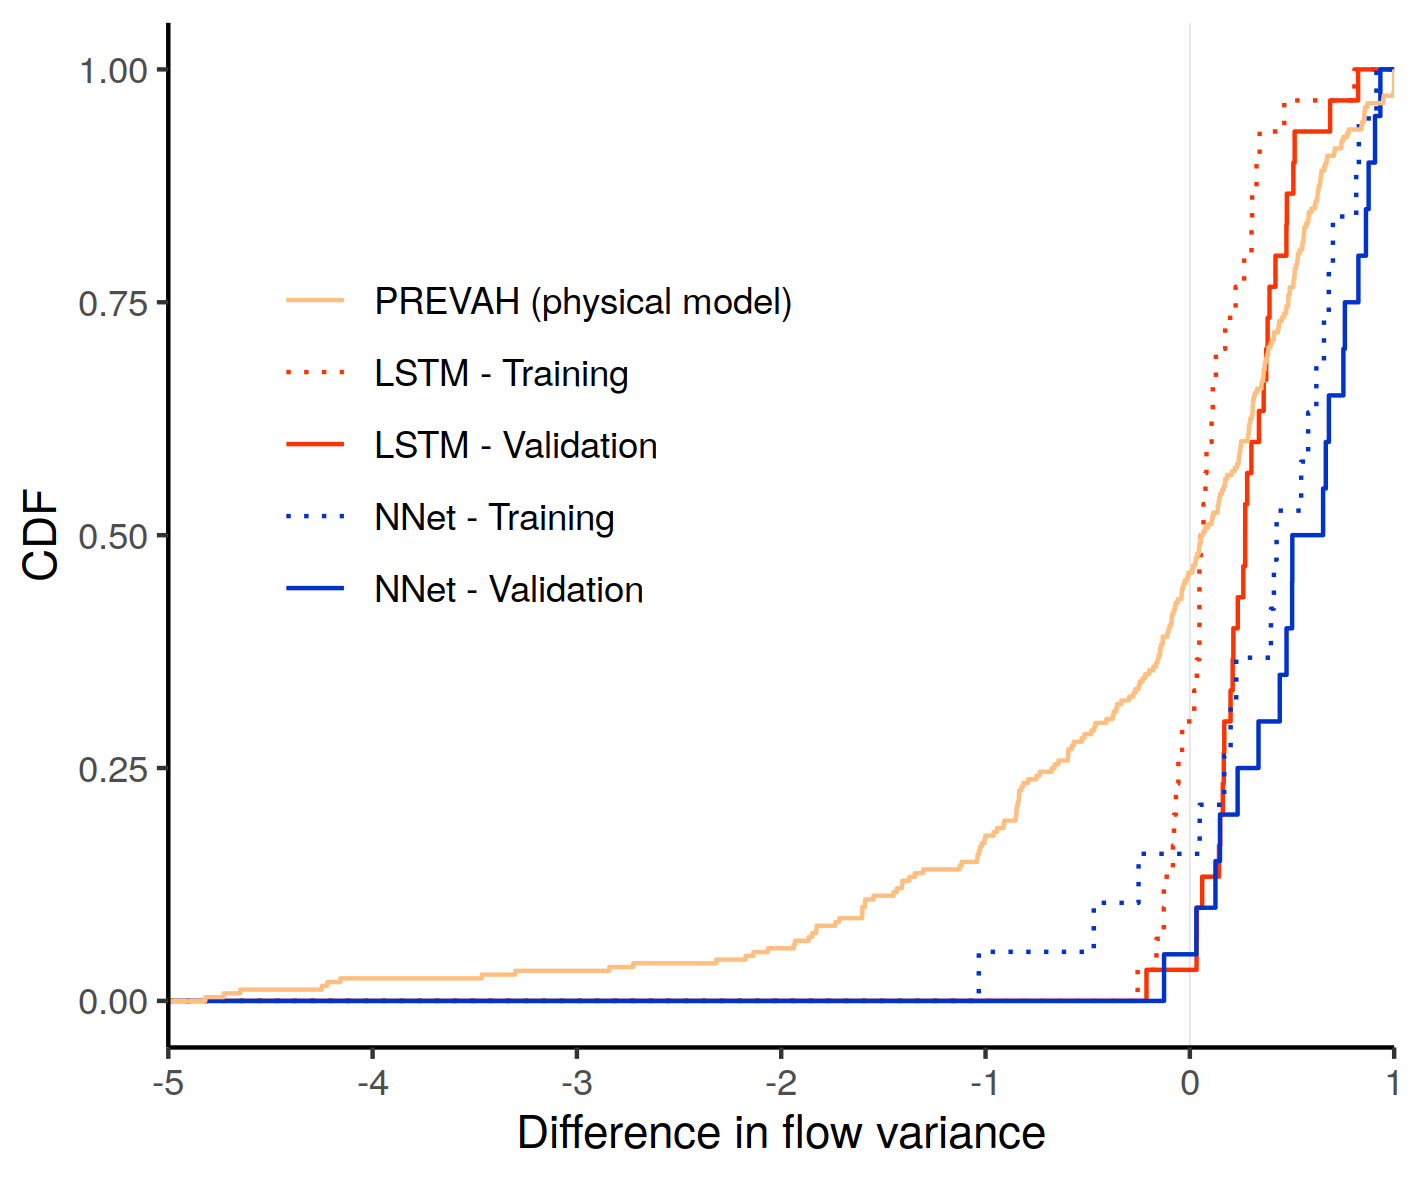 1.00
0.75
0.50
0.25
0.00
CDF
PREVAH (physical model)
LSTM - Training
LSTM - Validation
NNet - Training
NNet - Validation
-5 -4 -3 -2 -1 0 1
Difference in flow variance